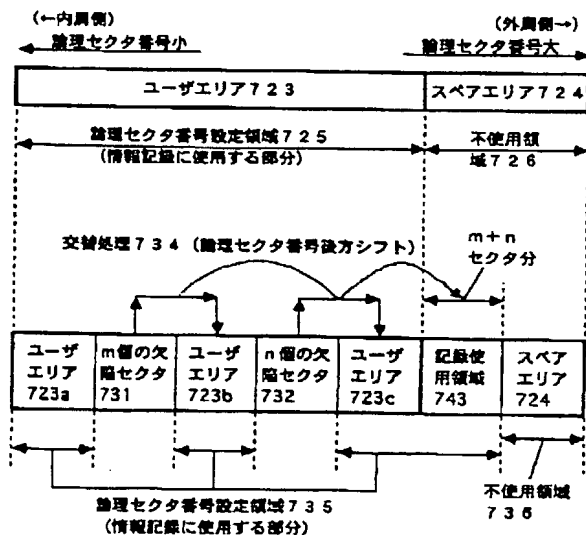 (←内周側)
論理セクタ番号小
(外周側→)
論理セクタ番号大
ユーザエリア723
スペアエリア724
論理セクタ番号設定領域725
(情報記録に使用する部分)
不使用領
域726
交替処理734 (論理セクタ番号後方シフト)
m+n
セクタ分
ユーザ
エリア
723a
m個の欠
陥セクタ
731
ユーザ
エリア
723b
n個の欠
陥セクタ
732
ユーザ
エリア
723c
記録使
用領域
743
スペア
エリア
724
論理セクタ番号設定領域735
(情報記録に使用する部分)
不使用領域
736